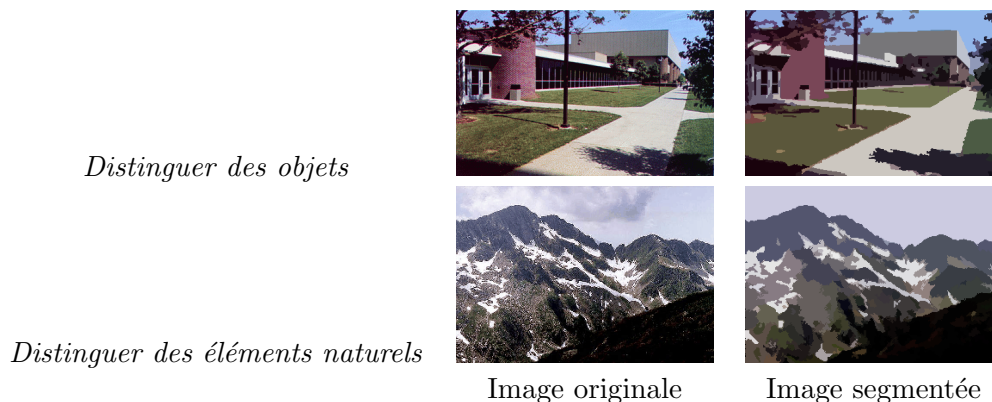 Distinguer des objets
Distinguer des éléments naturels
Image originale
Image segmentée